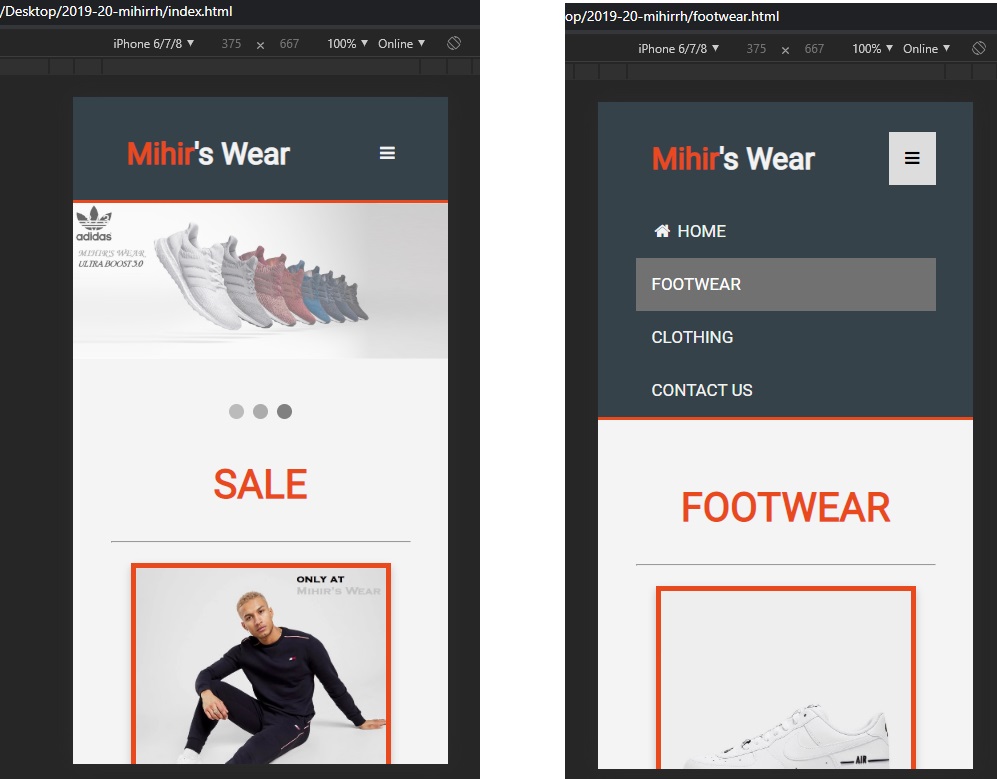 /Desktop/2019-20-mihirrh/index.html
iPhone 6/7/8 ▼ 375 × 667 100% ▼ Online ▼
Mihir's Wear
adidas
MIHIR'S WEAR
ULTRA BOOST 5.0
SALE
ONLY AT
MIHIR'S WEAR
op/2019-20-mihirrh/footwear.html
iPhone 6/7/8 ▼ 375 × 667 100% ▼ Online ▼
Mihir's Wear
HOME
FOOTWEAR
CLOTHING
CONTACT US
FOOTWEAR
AIR